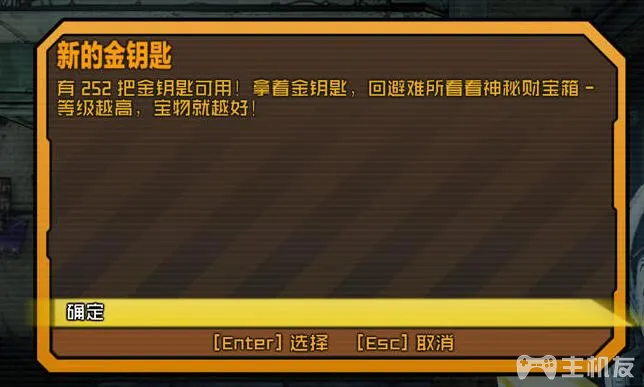 新的金钥匙
有 252 把金钥匙可用！拿着金钥匙，回避难所看看神秘财宝箱 -
等级越高，宝物就越好！
确定
[Enter] 选择 [Esc] 取消
主机友